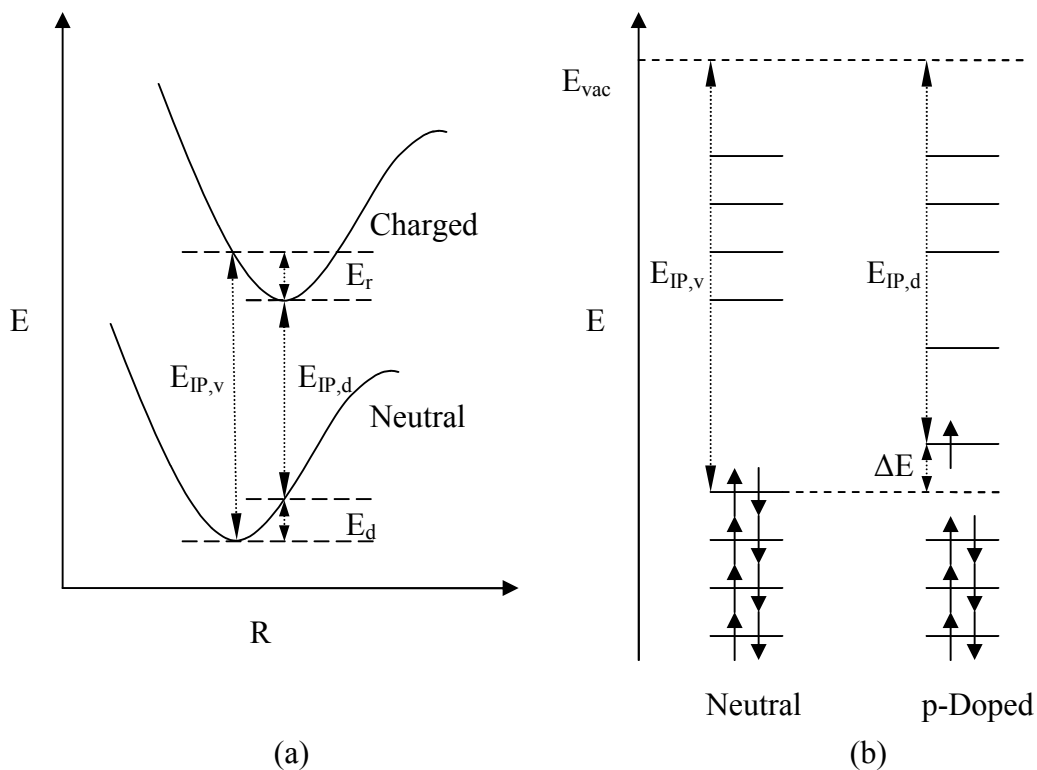 E
Charged
E_r
E_IP,v
E_IP,d
Neutral
E_d
R
(a)
E_vac
E_IP,v
E_IP,d
E
ΔE
Neutral
p-Doped
(b)